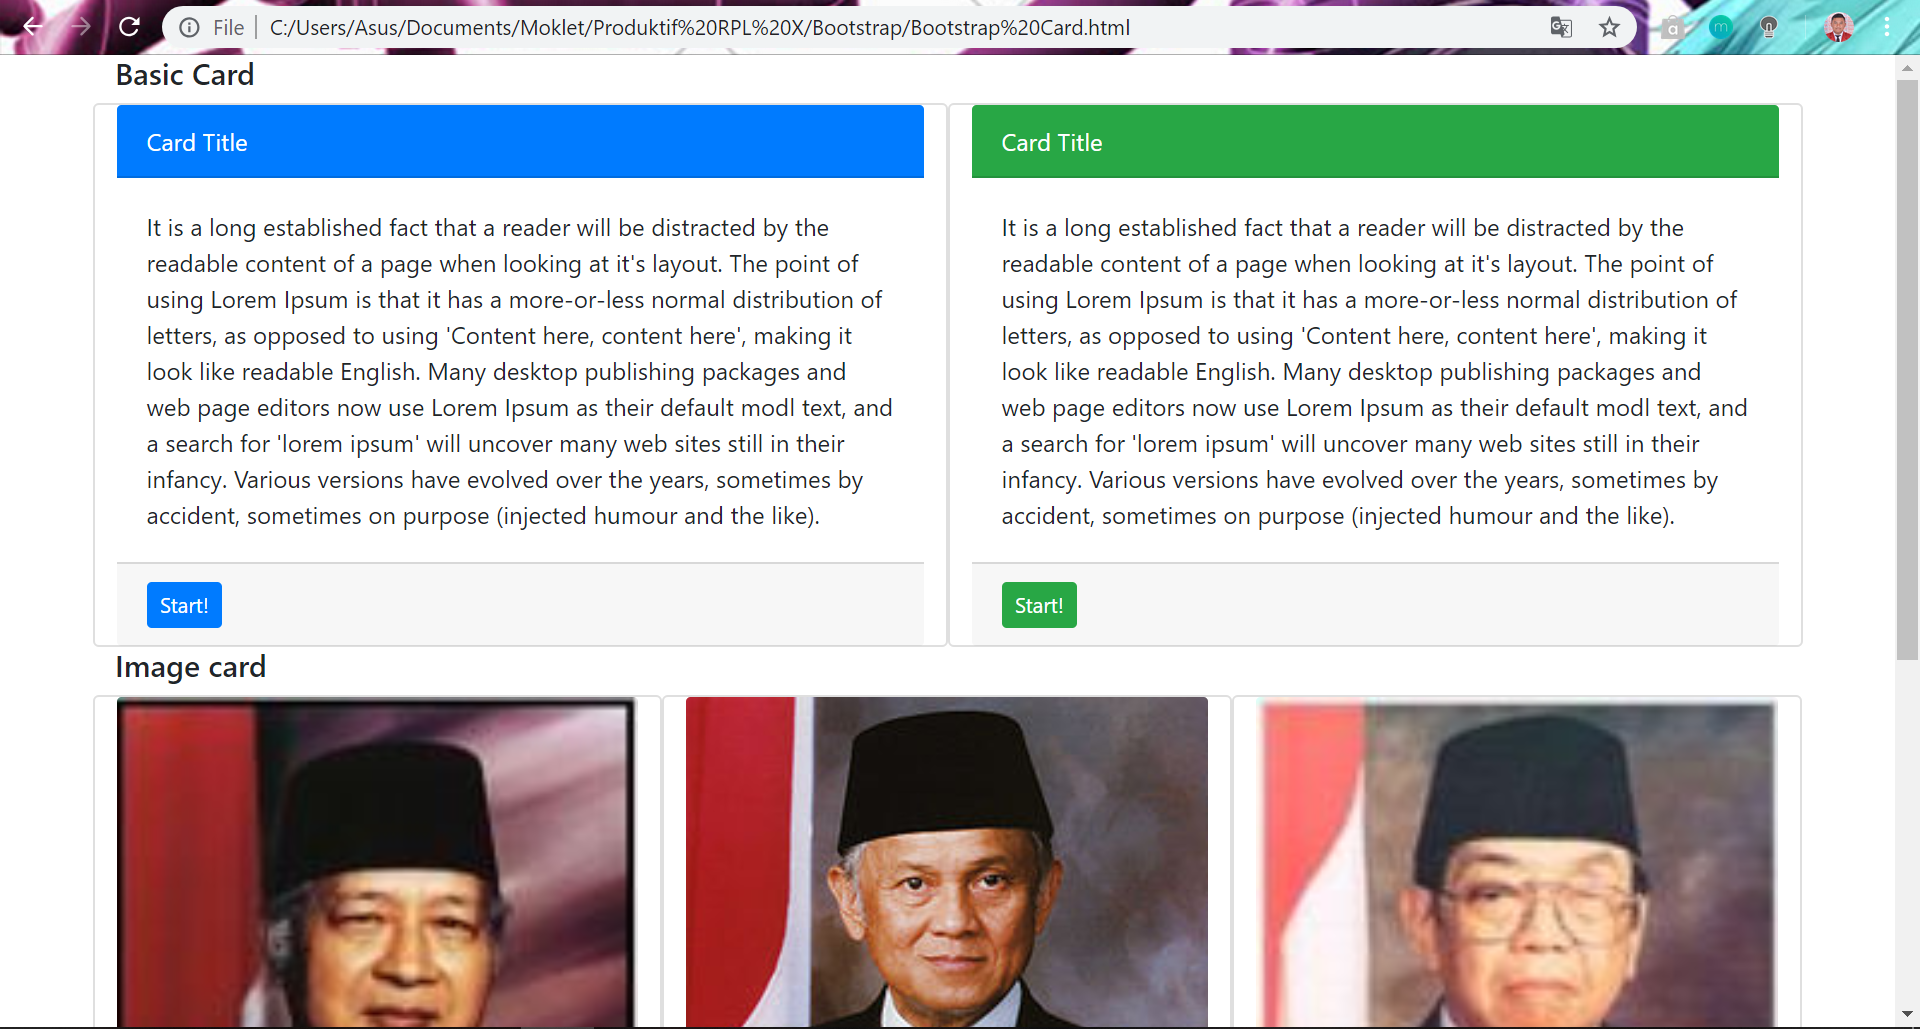 File | C:/Users/Asus/Documents/Moklet/Produktif%20RPL%20X/Bootstrap/Bootstrap%20Card.html
a
m
Basic Card
Card Title
It is a long established fact that a reader will be distracted by the
readable content of a page when looking at it's layout. The point of
using Lorem Ipsum is that it has a more-or-less normal distribution of
letters, as opposed to using 'Content here, content here', making it
look like readable English. Many desktop publishing packages and
web page editors now use Lorem Ipsum as their default modl text, and
a search for 'lorem ipsum' will uncover many web sites still in their
infancy. Various versions have evolved over the years, sometimes by
accident, sometimes on purpose (injected humour and the like).
Start!
Card Title
It is a long established fact that a reader will be distracted by the
readable content of a page when looking at it's layout. The point of
using Lorem Ipsum is that it has a more-or-less normal distribution of
letters, as opposed to using 'Content here, content here', making it
look like readable English. Many desktop publishing packages and
web page editors now use Lorem Ipsum as their default modl text, and
a search for 'lorem ipsum' will uncover many web sites still in their
infancy. Various versions have evolved over the years, sometimes by
accident, sometimes on purpose (injected humour and the like).
Start!
Image card